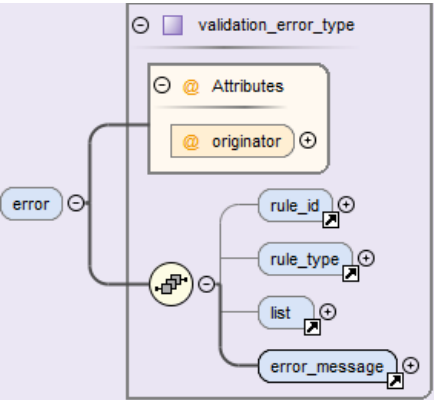 validation_error_type
@ Attributes
@ originator
error
rule_id
rule_type
list
error_message